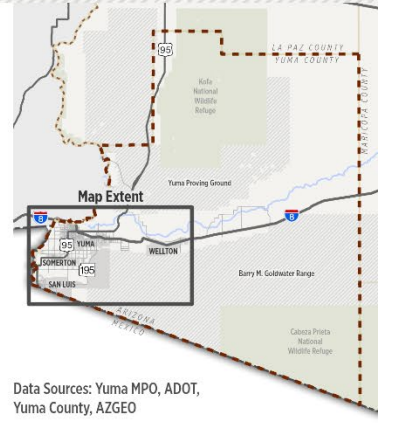 95
LA PAZ COUNTY
YUMA COUNTY
MARICOPA COUNTY
Kofa
National
Wildlife
Refuge
Yuma Proving Ground
Map Extent
8
8
95
YUMA
WELLTON
SOMERTON
195
SAN LUIS
Barry M. Goldwater Range
ARIZONA
MEXICO
Cabeza Prieta
National
Wildlife Refuge
Data Sources: Yuma MPO, ADOT,
Yuma County, AZGEO